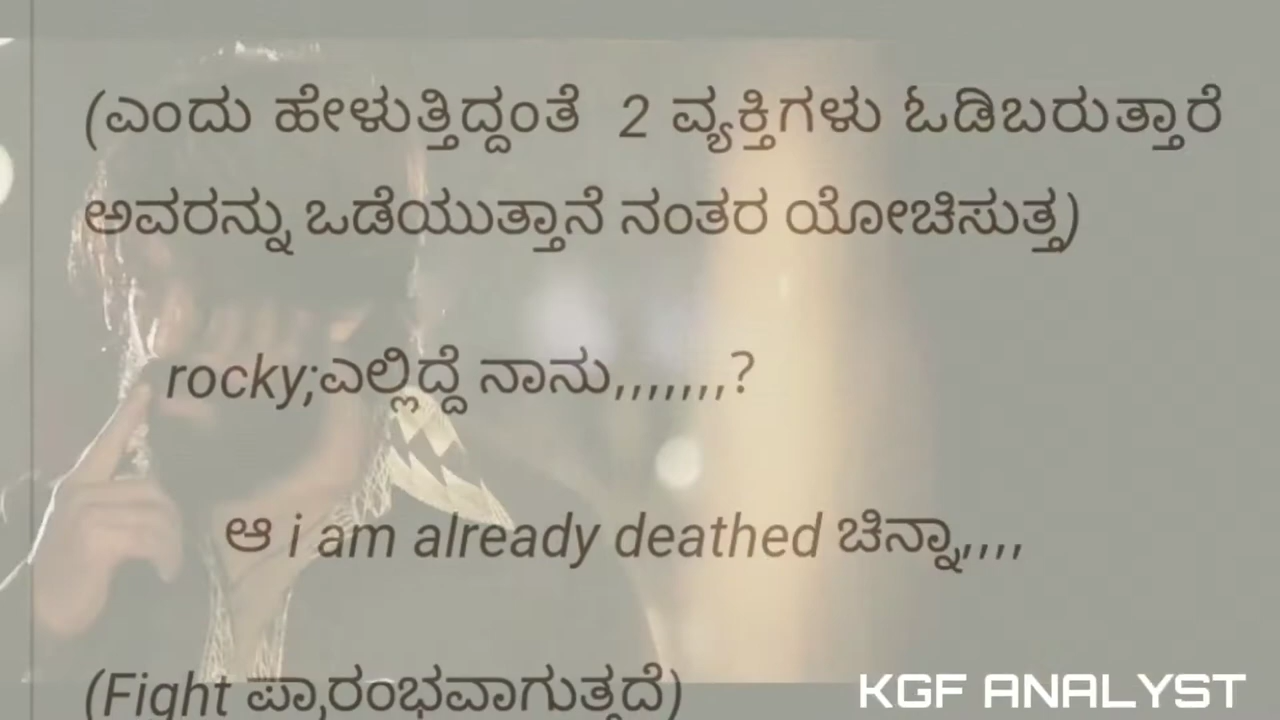 (ಎಂದು ಹೇಳುತ್ತಿದ್ದಂತೆ 2 ವ್ಯಕ್ತಿಗಳು ಓಡಿಬರುತ್ತಾರೆ
ಅವರನ್ನು ಒಡೆಯುತ್ತಾನೆ ನಂತರ ಯೋಚಿಸುತ್ತ)
rocky;ಎಲ್ಲಿದ್ದೆ ನಾನು,,,,,,,,?
ಆ i am already deathed ಚಿನ್ನಾ,,,,
(Fight ಪ್ರಾರಂಭವಾಗುತ್ತದೆ)
KGF ANALYST